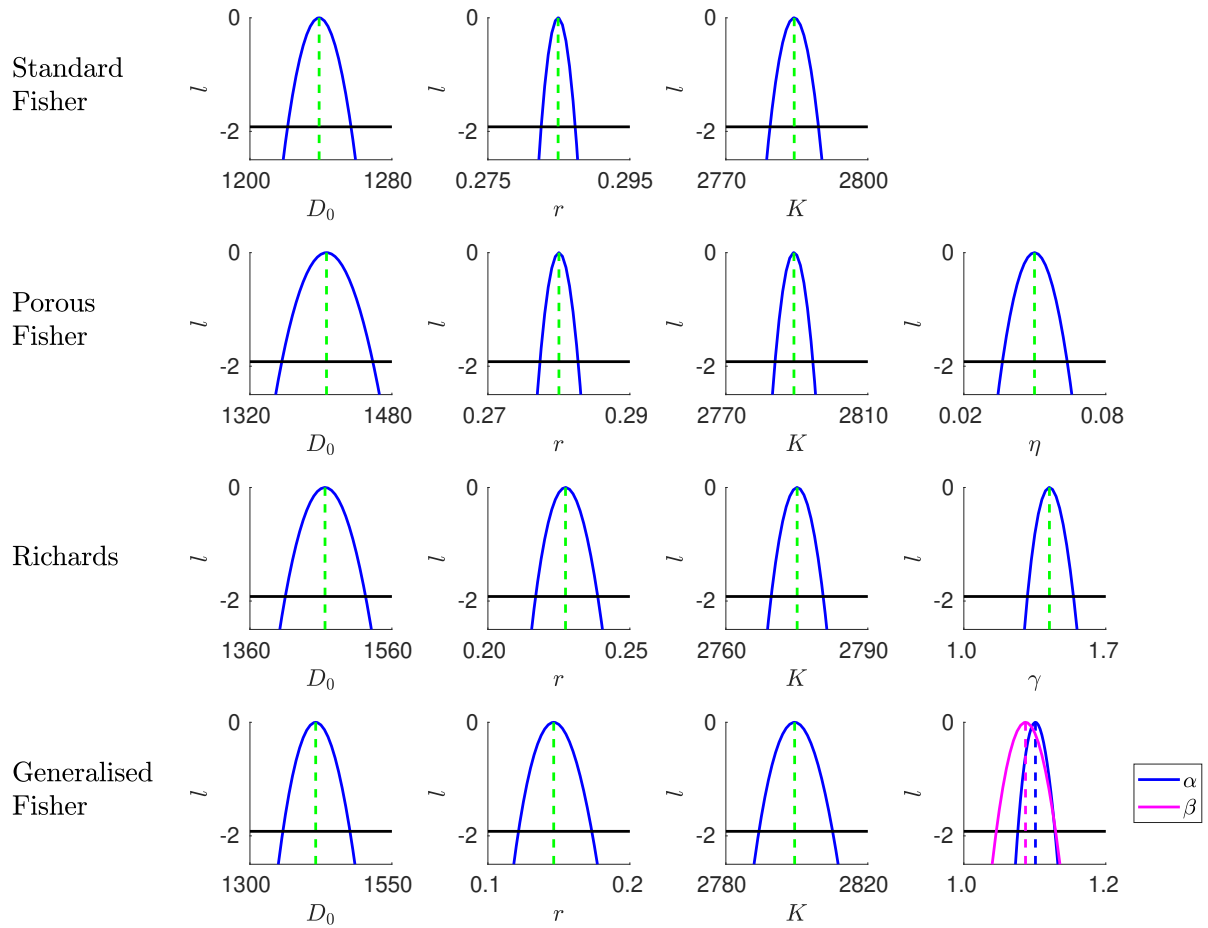 Standard
Fisher
0
-2
l
1200 1280
D₀
0
-2
l
0.275 0.295
r
0
-2
l
2770 2800
K
Porous
Fisher
0
-2
l
1320 1480
D₀
0
-2
l
0.27 0.29
r
0
-2
l
2770 2810
K
0
-2
l
0.02 0.08
η
Richards
0
-2
l
1360 1560
D₀
0
-2
l
0.20 0.25
r
0
-2
l
2760 2790
K
0
-2
l
1.0 1.7
γ
Generalised
Fisher
0
-2
l
1300 1550
D₀
0
-2
l
0.1 0.2
r
0
-2
l
2780 2820
K
0
-2
l
1.0 1.2
α
β